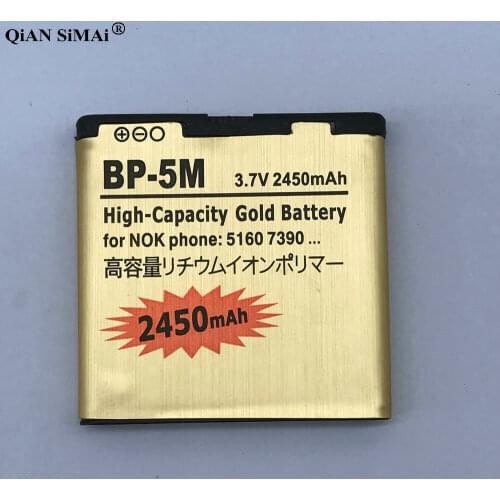 QiAN SiMAi®
BP-5M 3.7V 2450mAh
High-Capacity Gold Battery
for NOK phone: 5160 7390 ...
高容量リチウムイオンポリマー
2450mAh